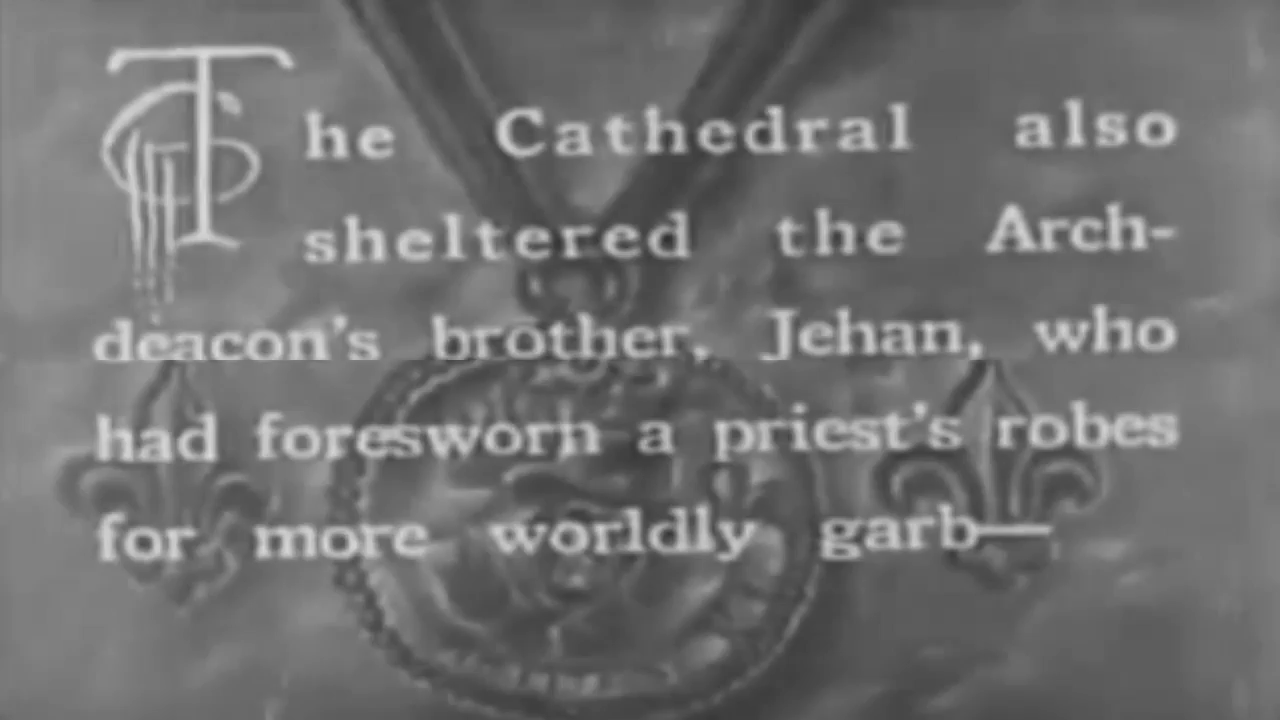 The Cathedral also
sheltered the Arch-
deacon's brother, Jehan, who
had foresworn a priest's robes
for more worldly garb—